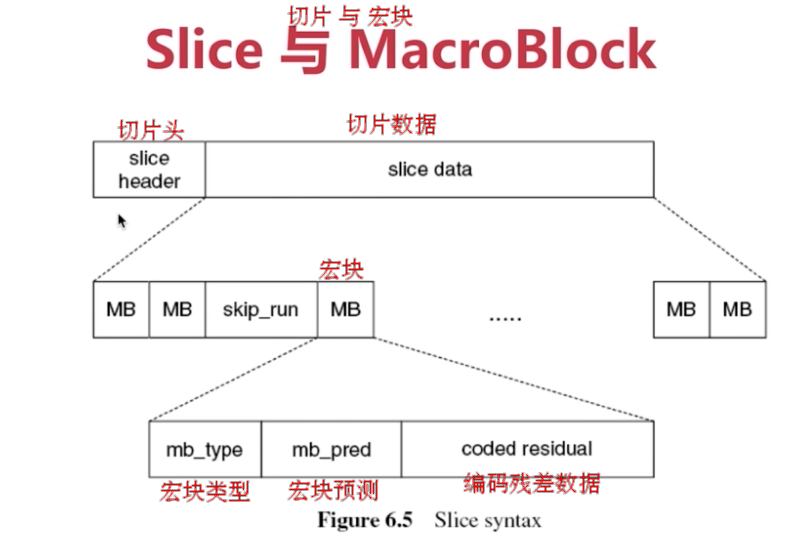 切片 与 宏块
Slice 与 MacroBlock
切片头
切片数据
slice
header
slice data
宏块
MB MB skip_run MB ..... MB MB
mb_type mb_pred coded residual
宏块类型 宏块预测 编码残差数据
Figure 6.5 Slice syntax